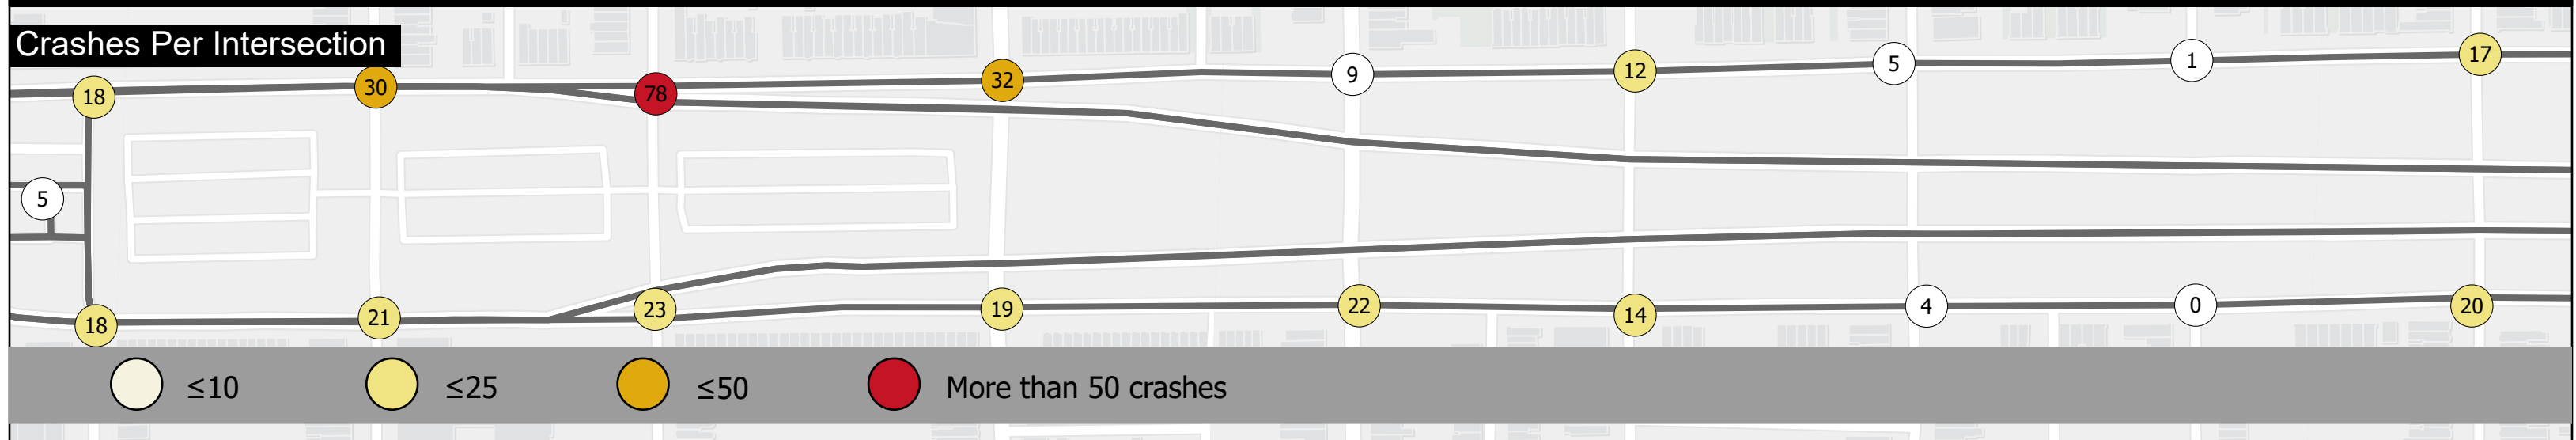 Crashes Per Intersection
18 30 78 32 9 12 5 1 17
5
18 21 23 19 22 14 4 0 20
≤10 ≤25 ≤50 More than 50 crashes